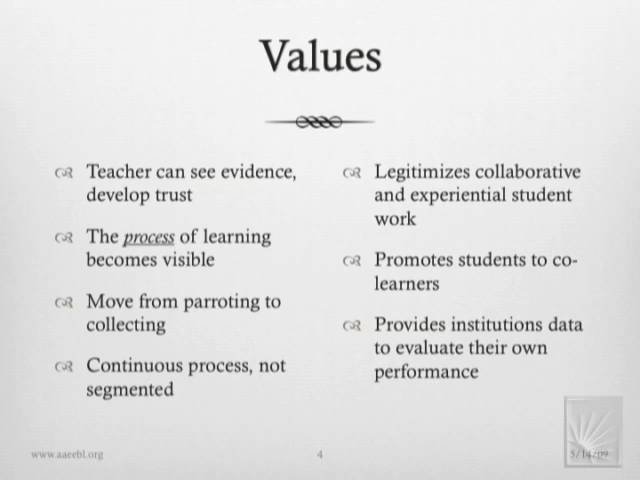 Values
Teacher can see evidence,
develop trust
The process of learning
becomes visible
Move from parroting to
collecting
Continuous process, not
segmented
Legitimizes collaborative
and experiential student
work
Promotes students to co-
learners
Provides institutions data
to evaluate their own
performance
www.aaeebl.org
4
5/14/09